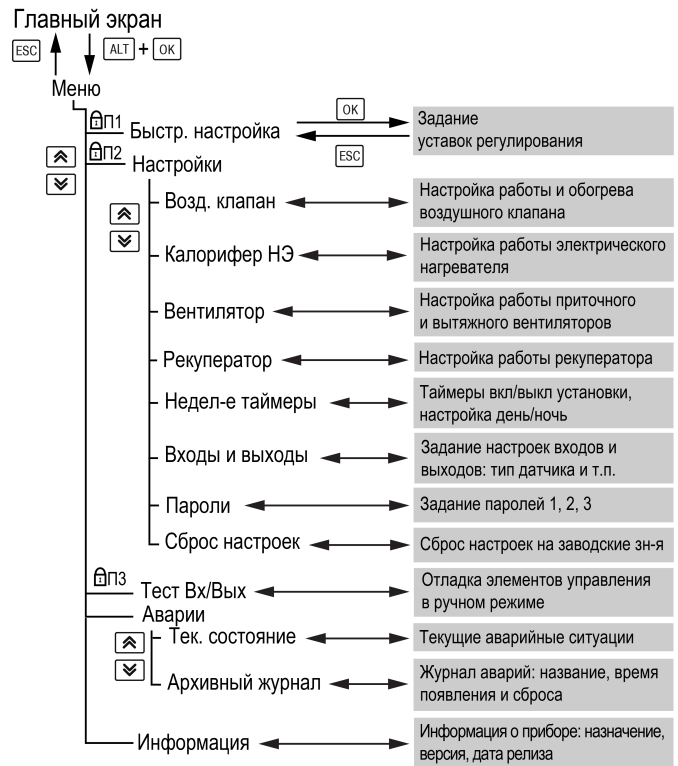 Главный экран
ESC
ALT + OK
Меню
П1
Быстр. настройка
OK
ESC
Задание
уставок регулирования
П2
Настройки
Возд. клапан
Настройка работы и обогрева
воздушного клапана
Калорифер НЭ
Настройка работы электрического
нагревателя
Вентилятор
Настройка работы приточного
и вытяжного вентиляторов
Рекуператор
Настройка работы рекуператора
Недел-е таймеры
Таймеры вкл/выкл установки,
настройка день/ночь
Входы и выходы
Задание настроек входов и
выходов: тип датчика и т.п.
Пароли
Задание паролей 1, 2, 3
Сброс настроек
Сброс настроек на заводские зн-я
П3
Тест Вх/Вых
Отладка элементов управления
в ручном режиме
Аварии
Тек. состояние
Текущие аварийные ситуации
Архивный журнал
Журнал аварий: название, время
появления и сброса
Информация
Информация о приборе: назначение,
версия, дата релиза